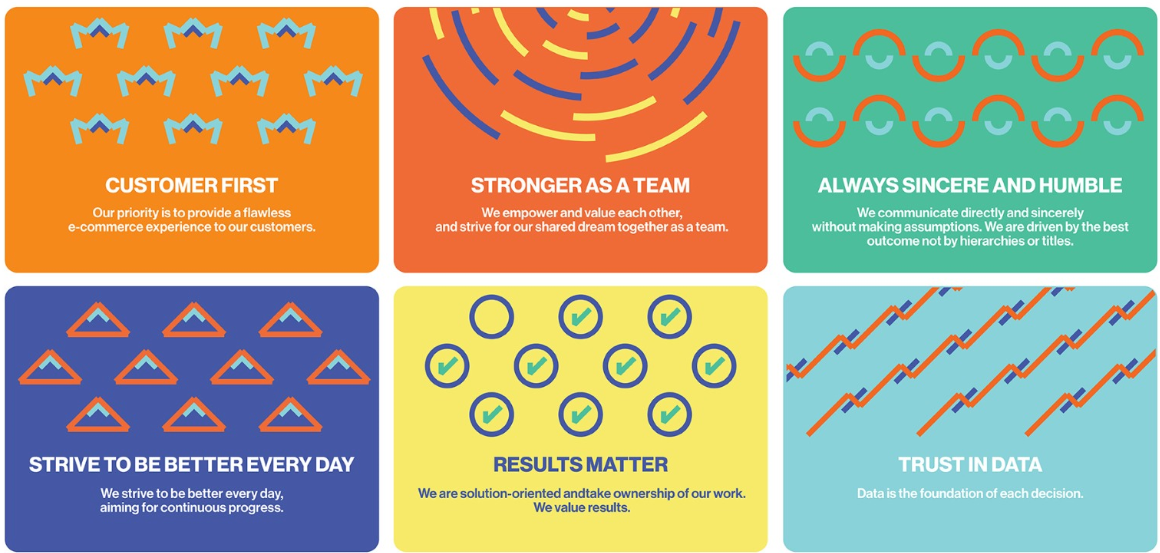 CUSTOMER FIRST
Our priority is to provide a flawless
e-commerce experience to our customers.
STRONGER AS A TEAM
We empower and value each other,
and strive for our shared dream together as a team.
ALWAYS SINCERE AND HUMBLE
We communicate directly and sincerely
without making assumptions. We are driven by the best
outcome not by hierarchies or titles.
STRIVE TO BE BETTER EVERY DAY
We strive to be better every day,
aiming for continuous progress.
RESULTS MATTER
We are solution-oriented andtake ownership of our work.
We value results.
TRUST IN DATA
Data is the foundation of each decision.